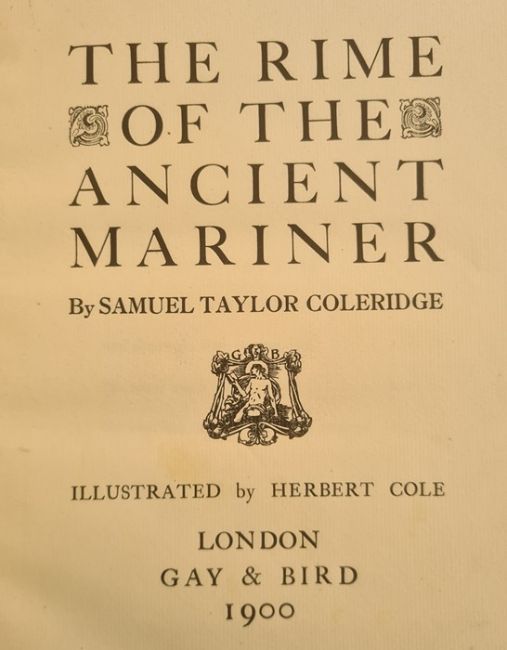 THE RIME
OF THE
ANCIENT
MARINER
By SAMUEL TAYLOR COLERIDGE
G B
ILLUSTRATED by HERBERT COLE
LONDON
GAY & BIRD
1900